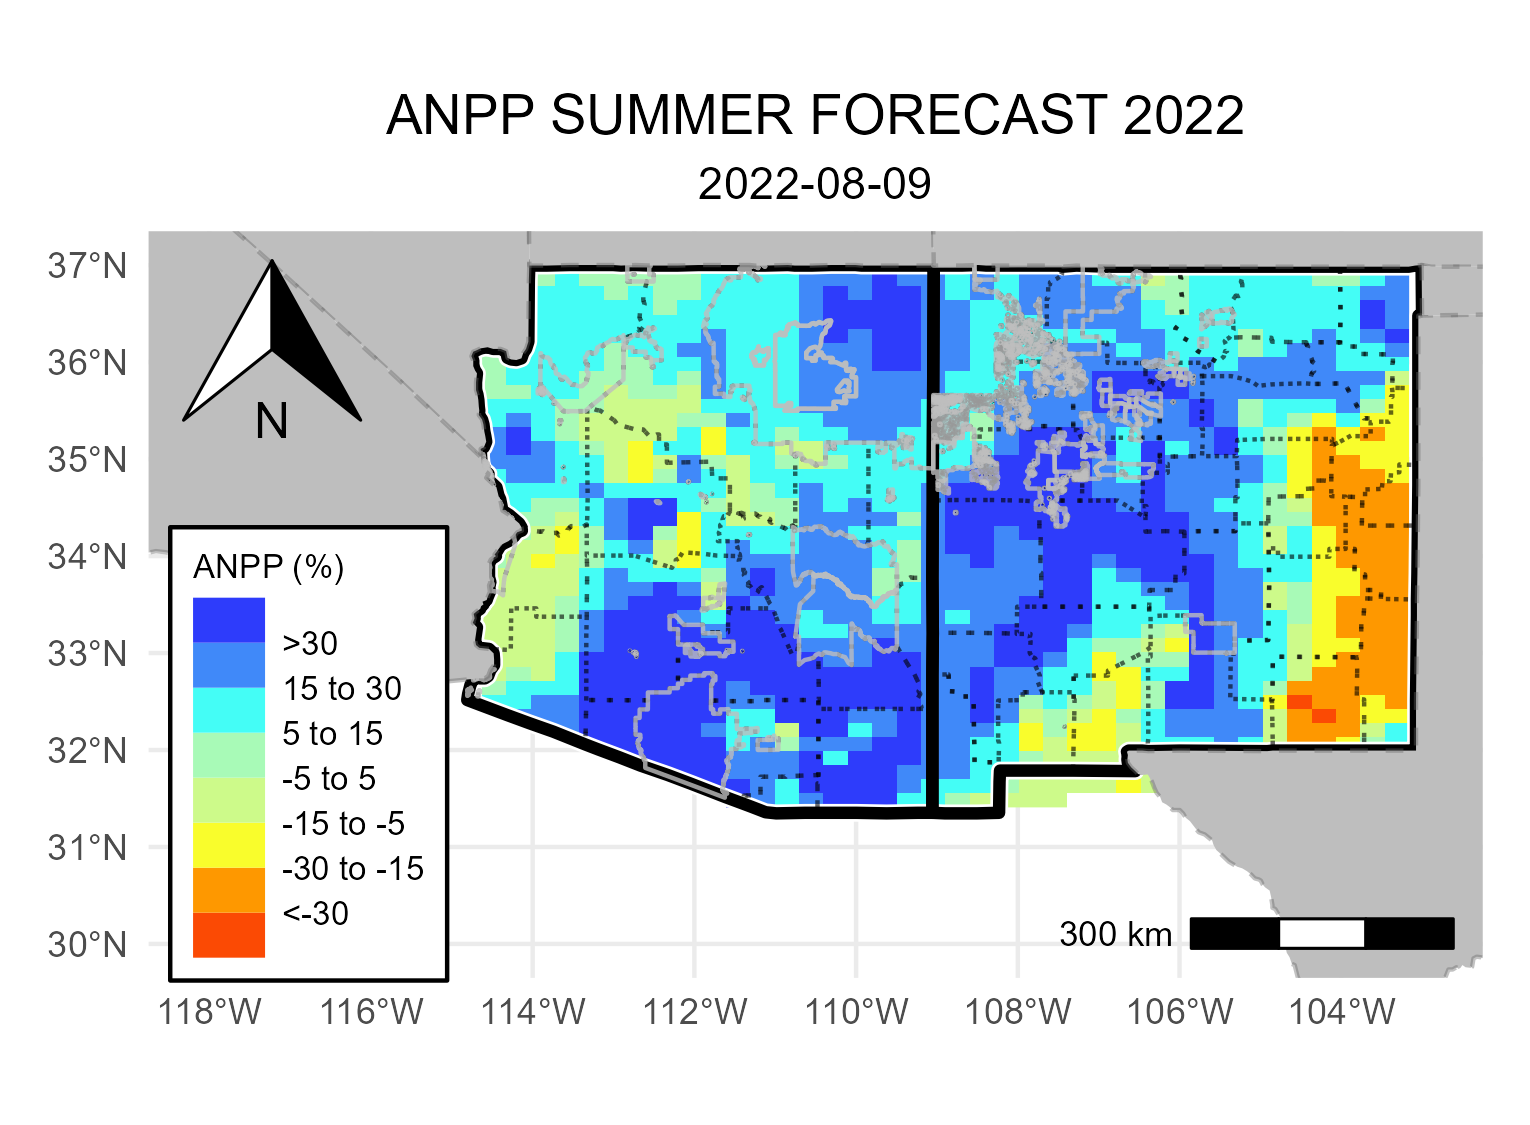 ANPP SUMMER FORECAST 2022
2022-08-09
37°N
36°N
35°N
34°N
33°N
32°N
31°N
30°N
N
ANPP (%)
>30
15 to 30
5 to 15
-5 to 5
-15 to -5
-30 to -15
<-30
300 km
118°W 116°W 114°W 112°W 110°W 108°W 106°W 104°W